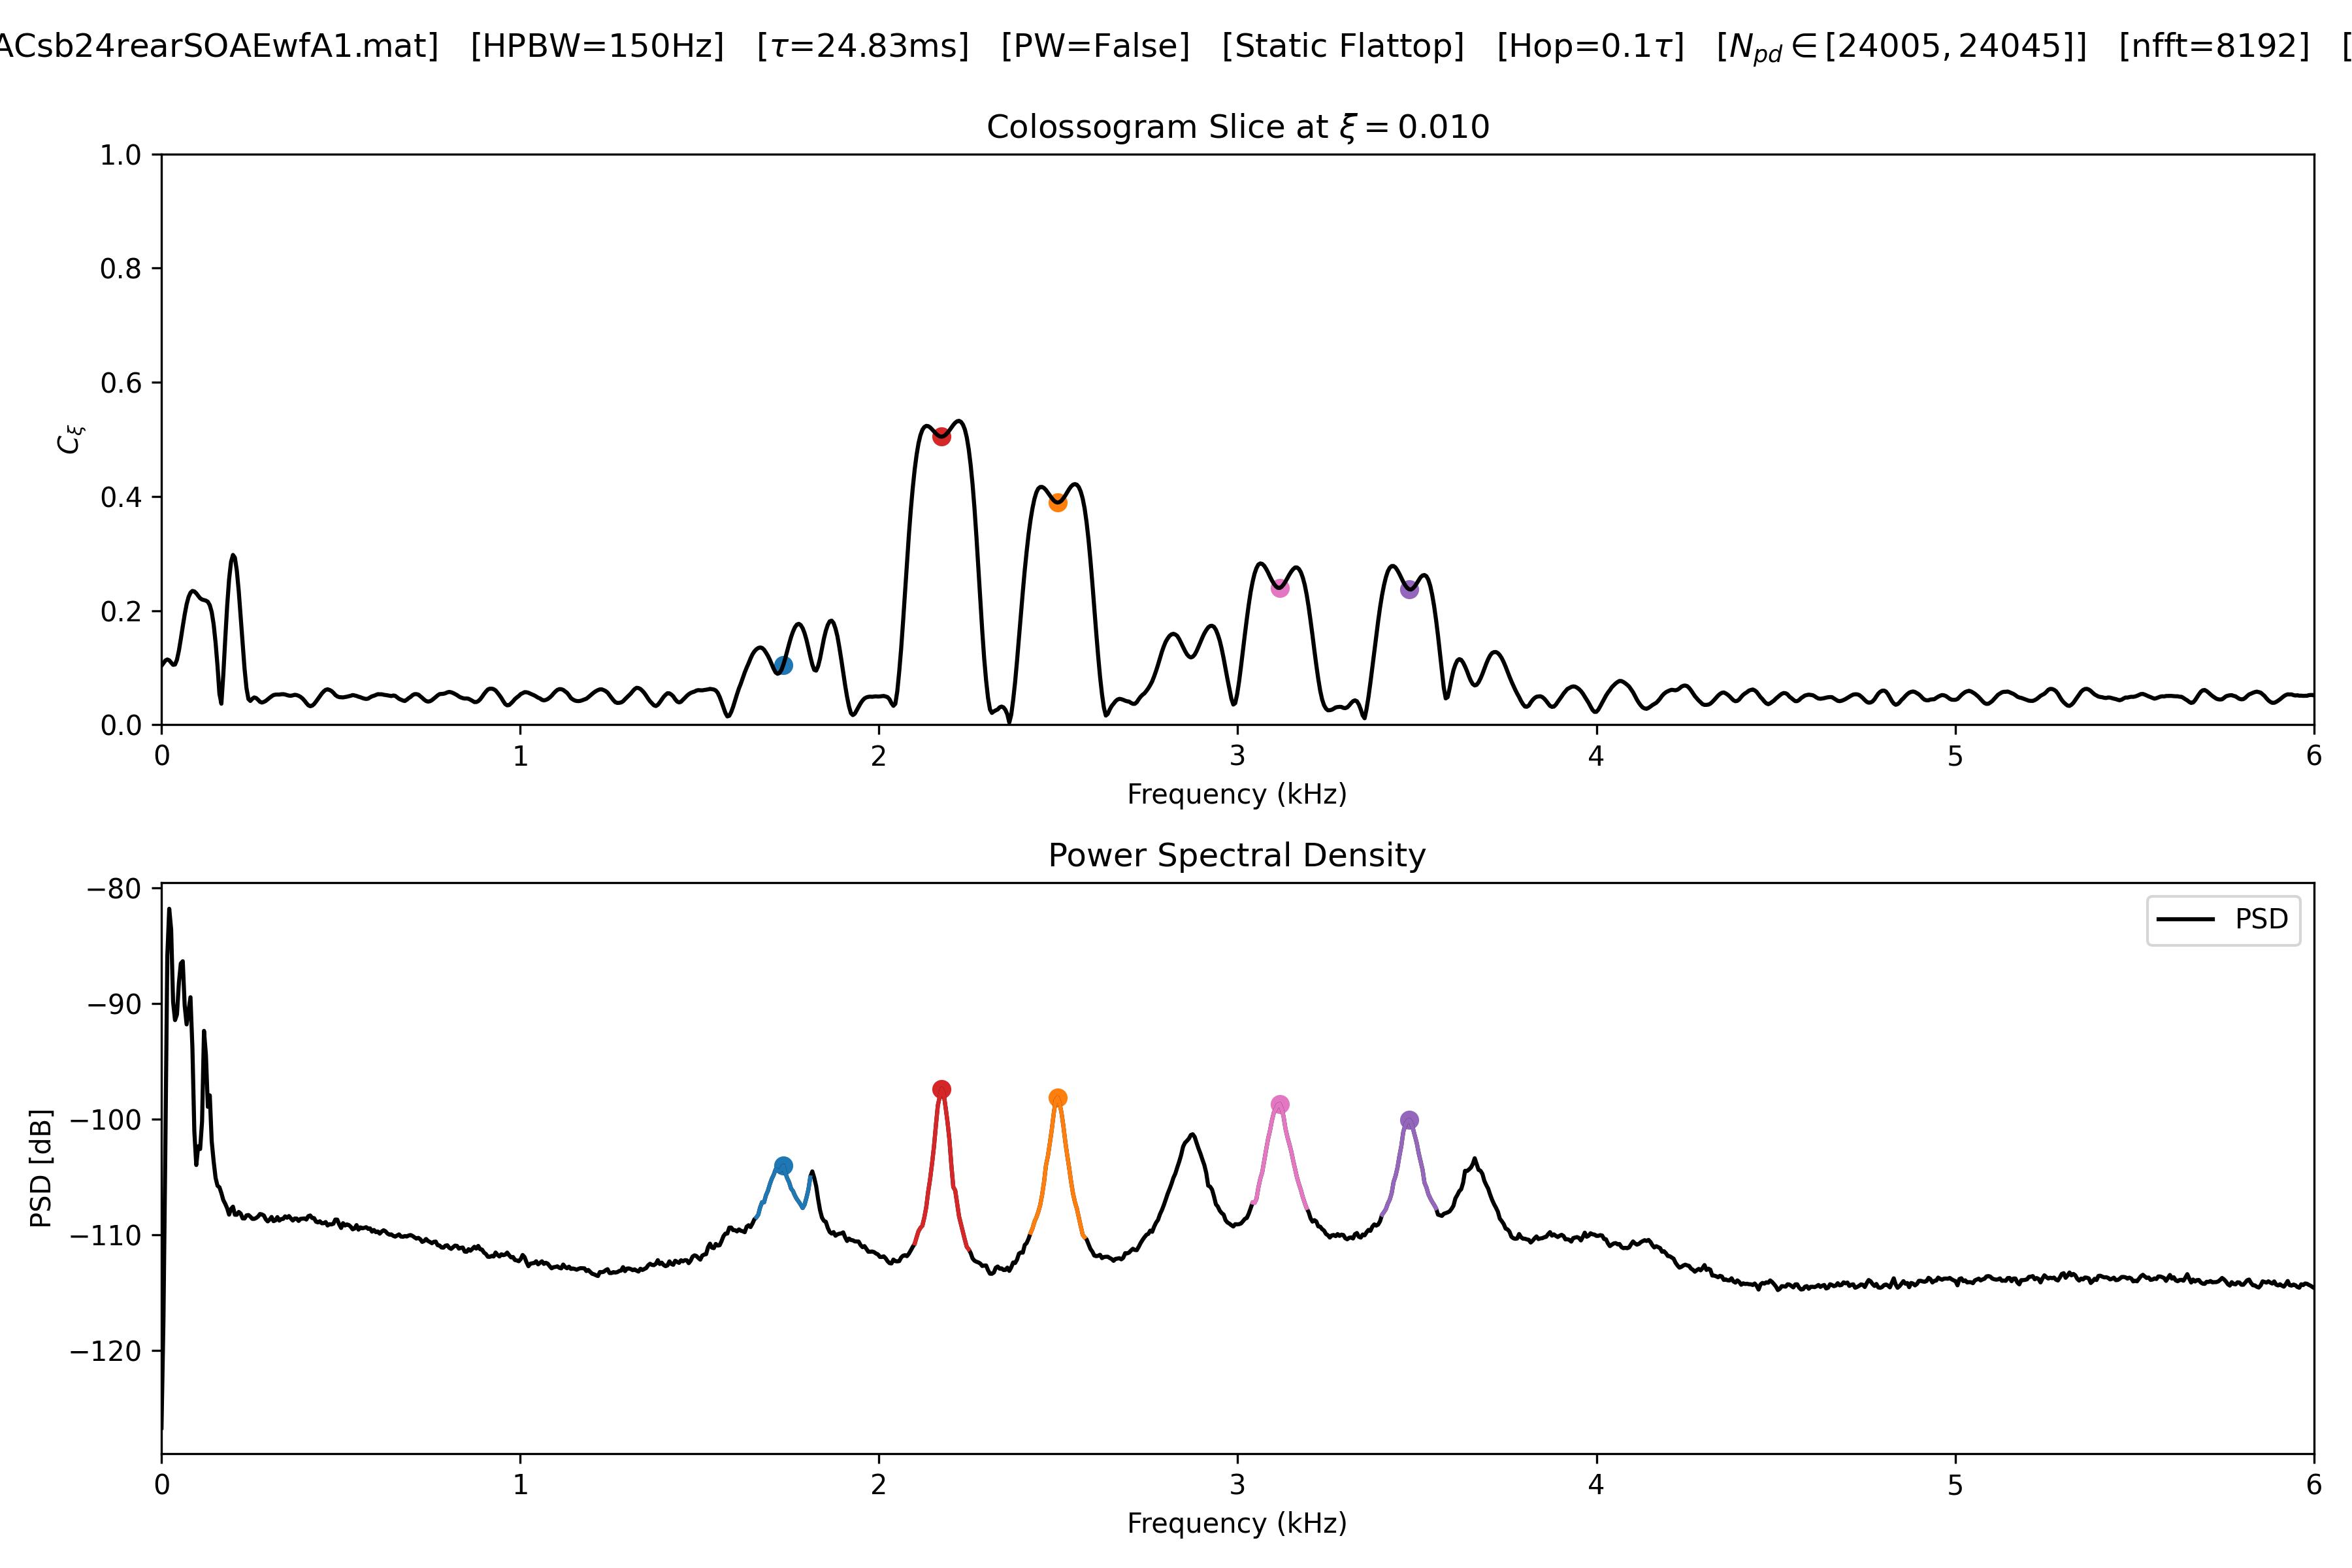 ACsb24rearSOAEwfA1.mat] [HPBW=150Hz] [τ=24.83ms] [PW=False] [Static Flattop] [Hop=0.1τ] [N_pd ∈ [24005, 24045]] [nfft=8192] [
Colossogram Slice at ξ = 0.010
1.0
0.8
0.6
0.4
0.2
0.0
C_ξ
0 1 2 3 4 5 6
Frequency (kHz)
Power Spectral Density
PSD
−80
−90
−100
−110
−120
PSD [dB]
0 1 2 3 4 5 6
Frequency (kHz)